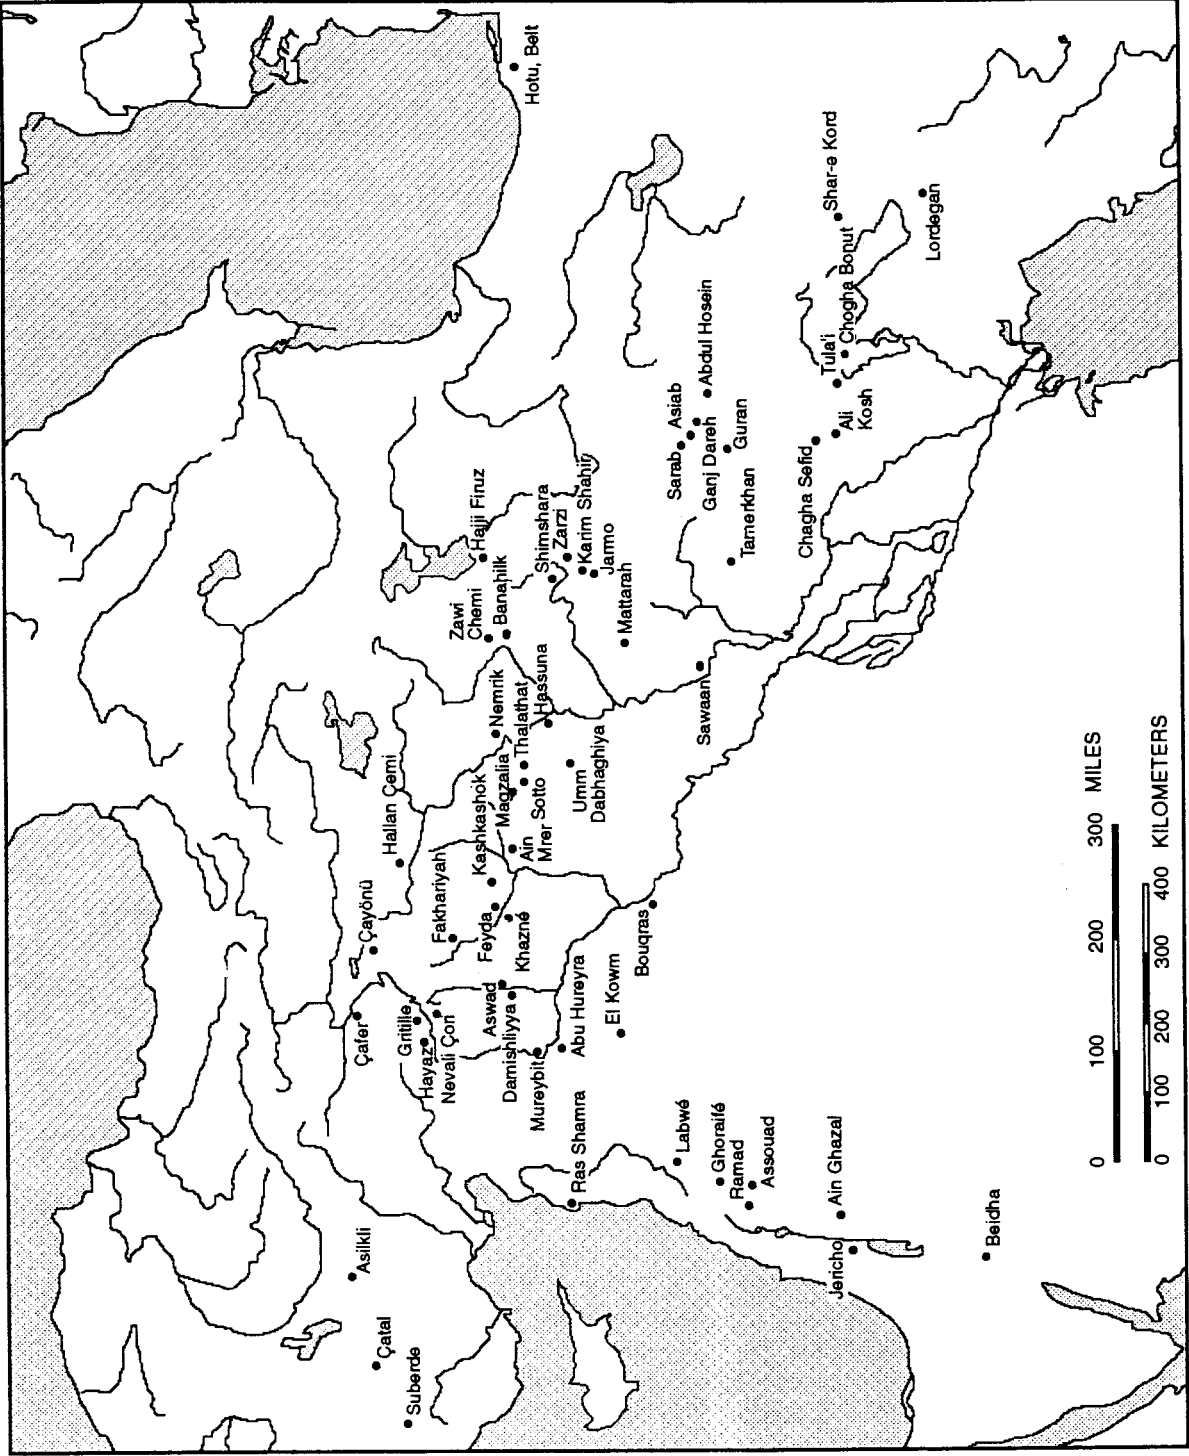 Hotu, Belt
Shar-e Kord
Lordegan
Chogha Bonut
Tula'i
Ali
Kosh
Chagha Sefid
Abdul Hosein
Asiab
Sarab
Ganj Dareh
Guran
Tamerkhan
Hajji Firuz
Shimshara
Zarzi
Karim Shahir
Jarmo
Mattarah
Zawi
Chemi
Banahilk
Hassuna
Nemrik
Thalathat
Sawaan
Umm
Dabhaghiya
Hallan Çemi
Kashkashok
Magzalia
Sotto
Ain
Mrer
Çayönü
Fakhariyah
Feyda
Khazné
Bouqras
Çafer
Gritille
Hayaz
Nevali Çori
Aswad
Damishliyya
Mureybit
Abu Hureyra
El Kowm
Ras Shamra
Labwé
Ghoraifé
Ramad
Assouad
Ain Ghazal
Jericho
Beidha
Asilkli
Çatal
Suberde
0 100 200 300 MILES
0 100 200 300 400 KILOMETERS